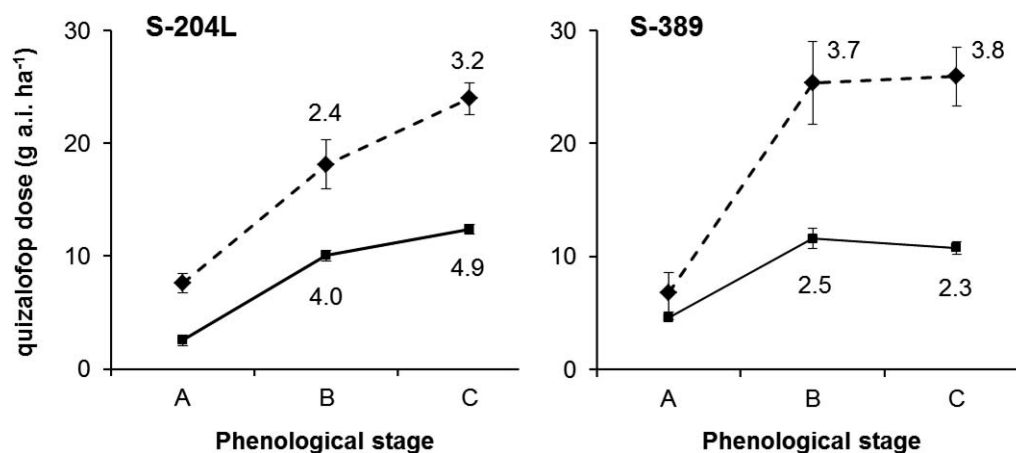 S-204L
quizalofop dose (g a.i. ha⁻¹)
30
20
10
0
2.4
3.2
4.0
4.9
A B C
Phenological stage
S-389
30
20
10
0
3.7
3.8
2.5
2.3
A B C
Phenological stage